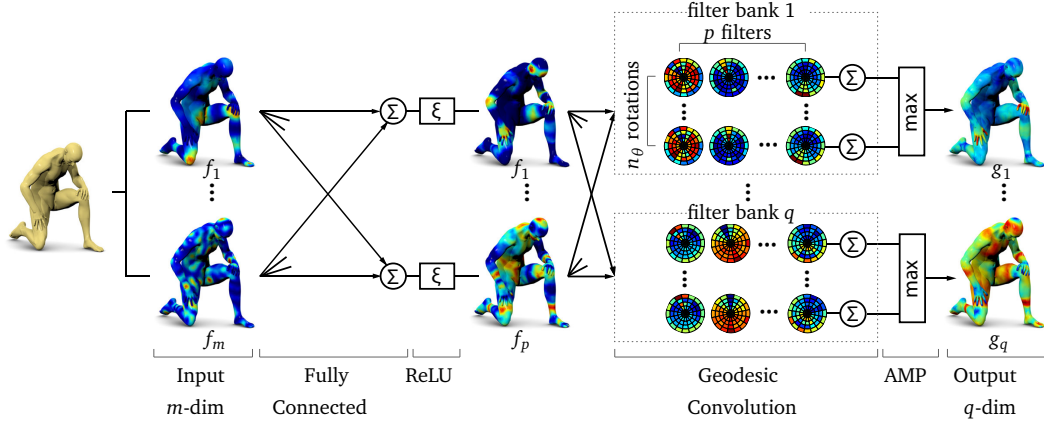 filter bank 1
p filters
n_θ rotations
Σ
ξ
Σ
Σ
max
f_1
f_1
g_1
filter bank q
Σ
ξ
Σ
Σ
max
f_m
f_p
g_q
Input
m-dim
Fully
Connected
ReLU
Geodesic
Convolution
AMP
Output
q-dim